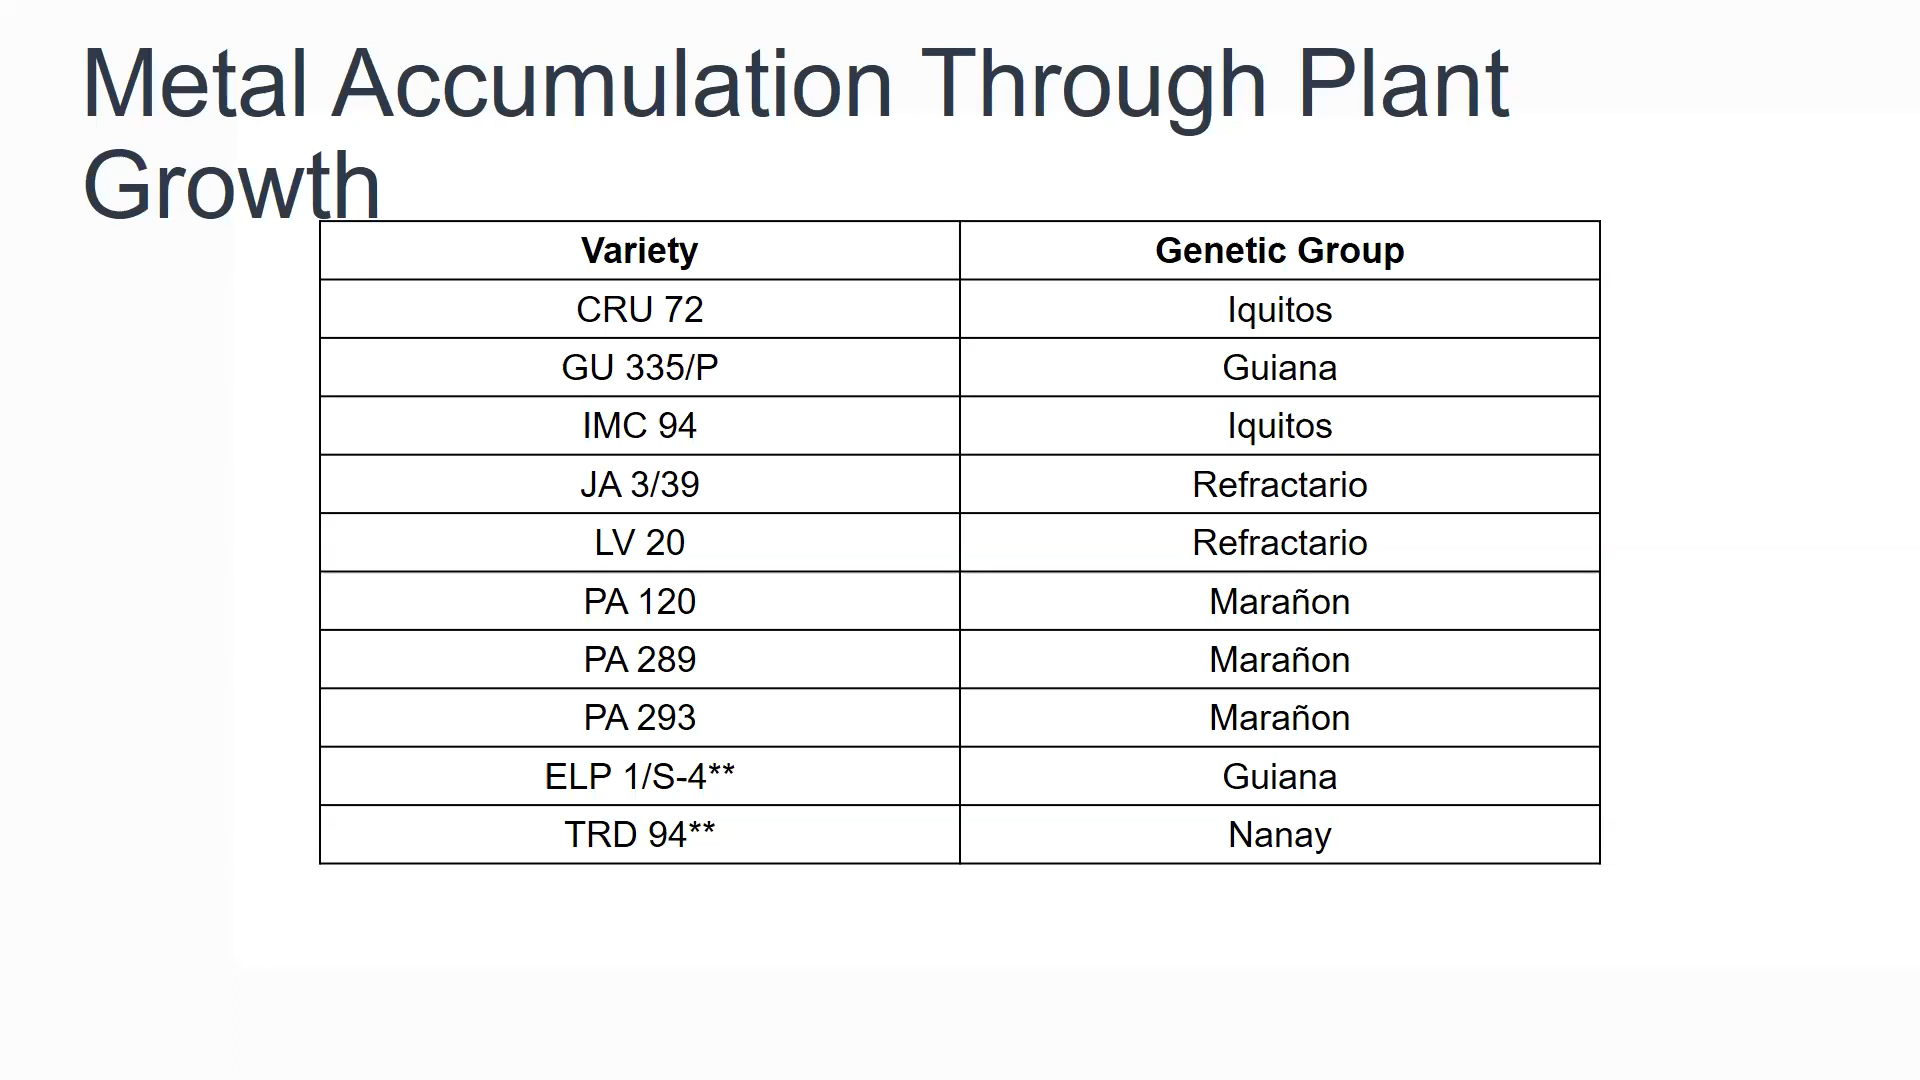 Metal Accumulation Through Plant
Growth
Variety Genetic Group
CRU 72 Iquitos
GU 335/P Guiana
IMC 94 Iquitos
JA 3/39 Refractario
LV 20 Refractario
PA 120 Marañon
PA 289 Marañon
PA 293 Marañon
ELP 1/S-4** Guiana
TRD 94** Nanay